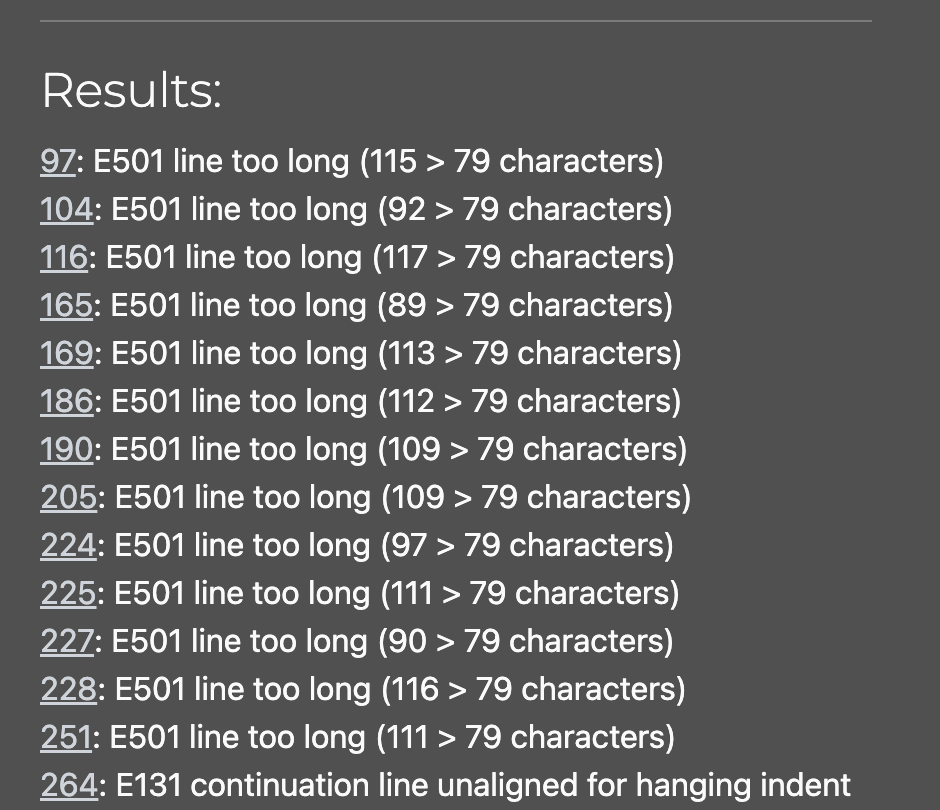 Results:
97: E501 line too long (115 > 79 characters)
104: E501 line too long (92 > 79 characters)
116: E501 line too long (117 > 79 characters)
165: E501 line too long (89 > 79 characters)
169: E501 line too long (113 > 79 characters)
186: E501 line too long (112 > 79 characters)
190: E501 line too long (109 > 79 characters)
205: E501 line too long (109 > 79 characters)
224: E501 line too long (97 > 79 characters)
225: E501 line too long (111 > 79 characters)
227: E501 line too long (90 > 79 characters)
228: E501 line too long (116 > 79 characters)
251: E501 line too long (111 > 79 characters)
264: E131 continuation line unaligned for hanging indent